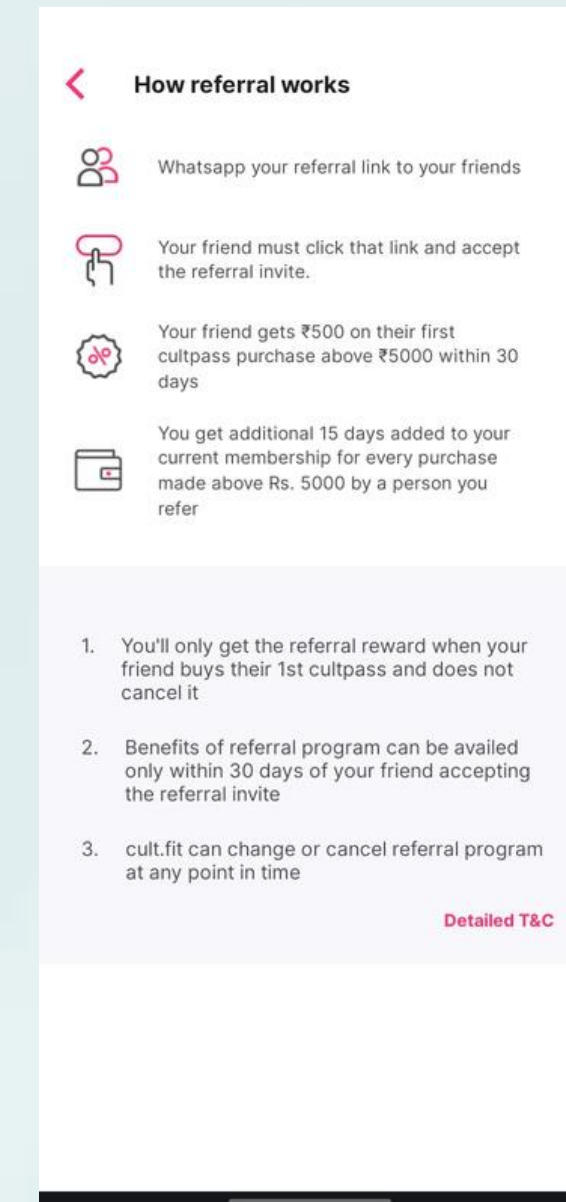 How referral works
Whatsapp your referral link to your friends
Your friend must click that link and accept
the referral invite.
Your friend gets ₹500 on their first
cultpass purchase above ₹5000 within 30
days
You get additional 15 days added to your
current membership for every purchase
made above Rs. 5000 by a person you
refer
1. You'll only get the referral reward when your
friend buys their 1st cultpass and does not
cancel it
2. Benefits of referral program can be availed
only within 30 days of your friend accepting
the referral invite
3. cult.fit can change or cancel referral program
at any point in time
Detailed T&C